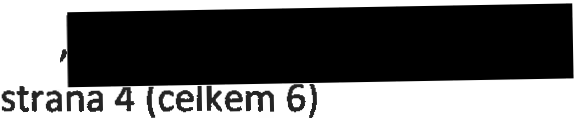 ,
strana 4 (celkem 6)